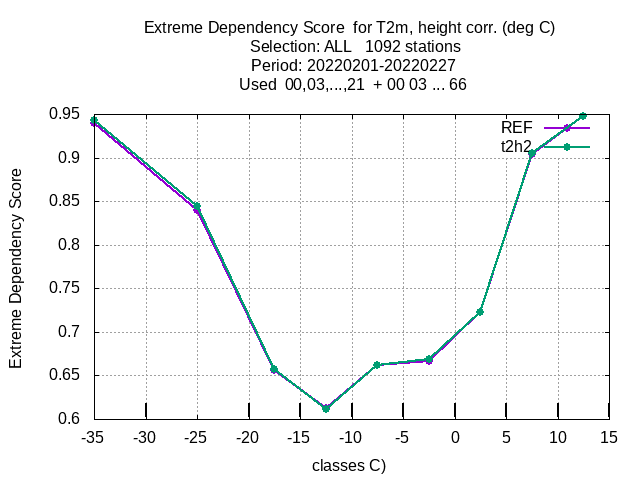 Extreme Dependency Score  for T2m, height corr. (deg C)
Selection: ALL   1092 stations
Period: 20220201-20220227
Used  00,03,...,21  + 00 03 ... 66
REF
t2h2
Extreme Dependency Score
0.95
0.9
0.85
0.8
0.75
0.7
0.65
0.6
-35 -30 -25 -20 -15 -10 -5 0 5 10 15
classes C)